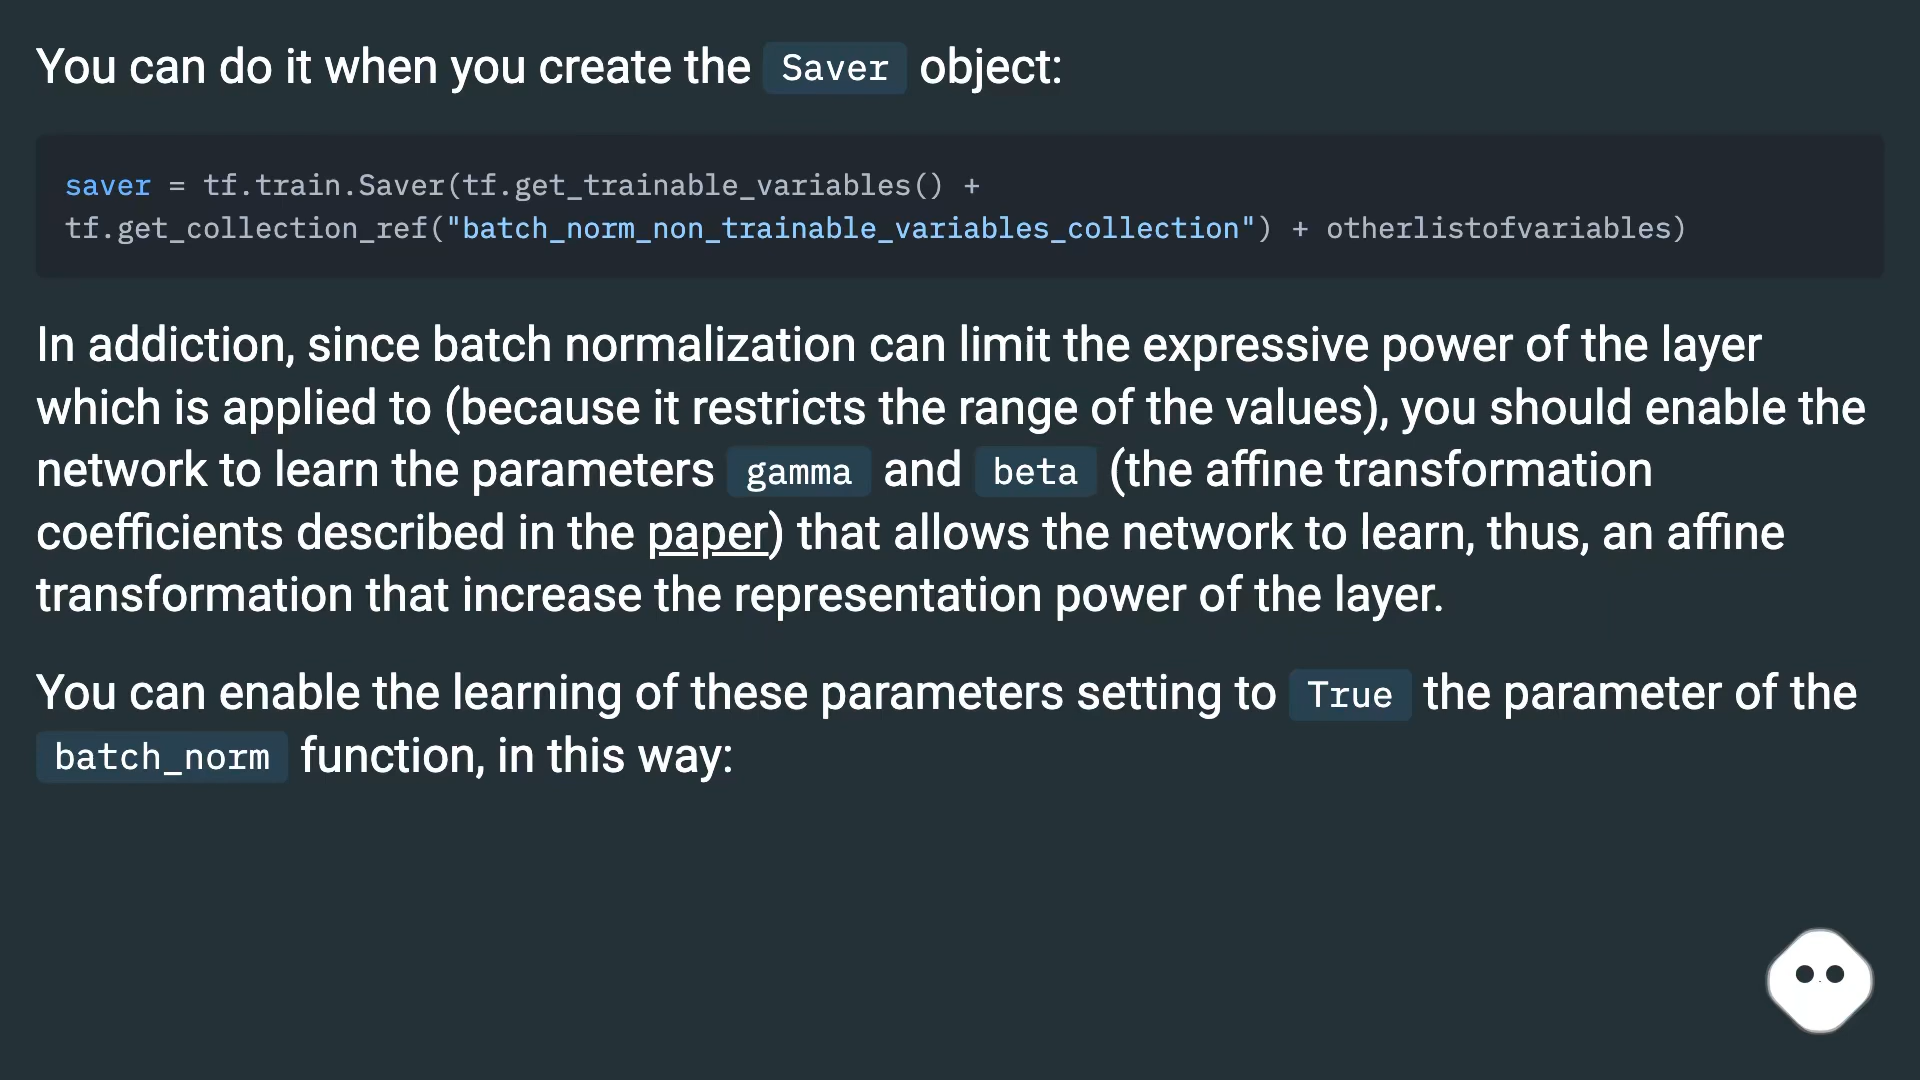 You can do it when you create the Saver object:
saver = tf.train.Saver(tf.get_trainable_variables() +
tf.get_collection_ref("batch_norm_non_trainable_variables_collection") + otherlistofvariables)
In addiction, since batch normalization can limit the expressive power of the layer
which is applied to (because it restricts the range of the values), you should enable the
network to learn the parameters gamma and beta (the affine transformation
coefficients described in the paper) that allows the network to learn, thus, an affine
transformation that increase the representation power of the layer.
You can enable the learning of these parameters setting to True the parameter of the
batch_norm function, in this way: